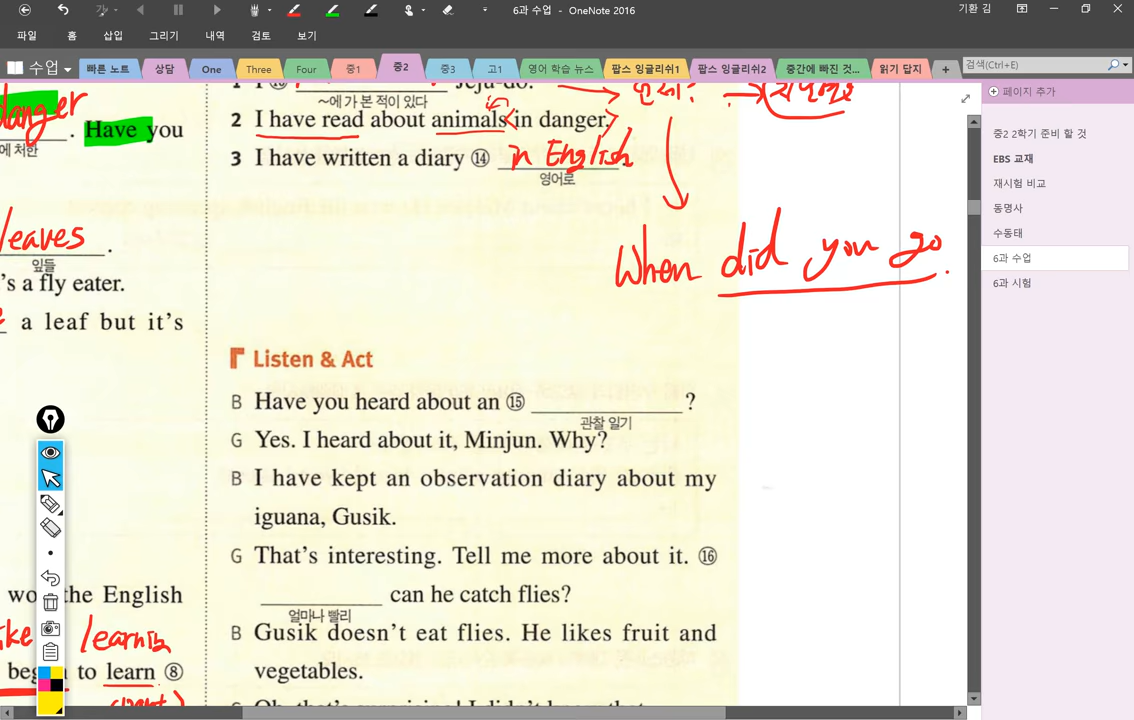 6과 수업 - OneNote 2016
기환 김
파일 홈 삽입 그리기 내역 검토 보기
수업 빠른 노트 상담 One Three Four 중1 중2 중3 고1 영어 학습 뉴스 팝스 잉글리쉬1 팝스 잉글리쉬2 중간에 빠진 것... 읽기 답지 + 검색(Ctrl+E)
페이지 추가
중2 2학기 준비 할 것
EBS 교재
재시험 비교
동명사
수동태
6과 수업
6과 시험
danger
. Have you
에 처한
leaves
.
잎들
's a fly eater.
a leaf but it's
the English
learning
to learn ⑧
Jeju-do.
~에 가 본 적이 있다
2 I have read about animals in danger.
3 I have written a diary ⑭ in English
영어로
When did you go
Listen & Act
B Have you heard about an ⑮ ?
관찰 일기
G Yes. I heard about it, Minjun. Why?
B I have kept an observation diary about my
iguana, Gusik.
G That's interesting. Tell me more about it. ⑯
can he catch flies?
얼마나 빨리
B Gusik doesn't eat flies. He likes fruit and
vegetables.